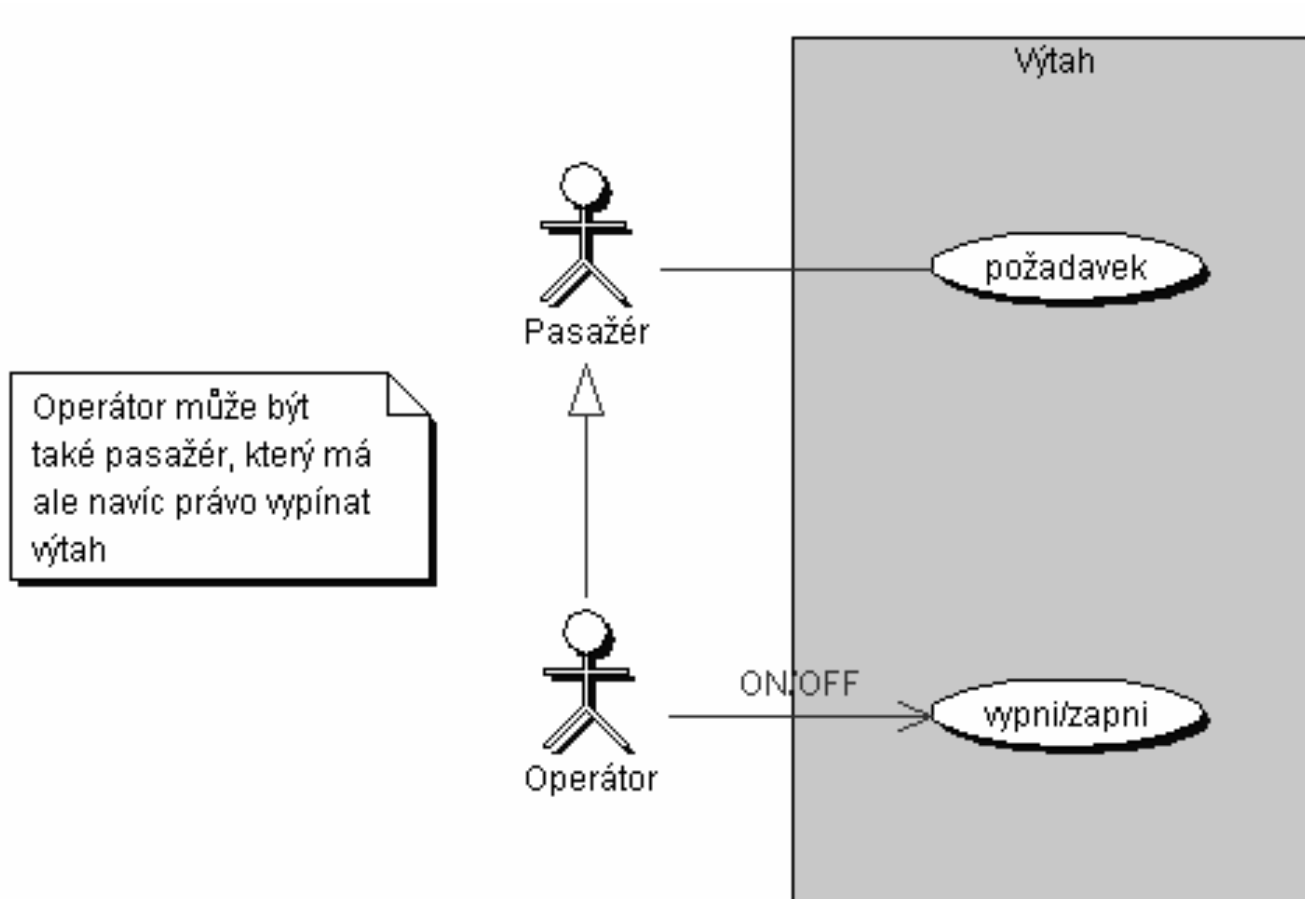 Výtah
požadavek
Pasažér
Operátor může být
také pasažér, který má
ale navíc právo vypínat
výtah
ON/OFF
vypni/zapni
Operátor